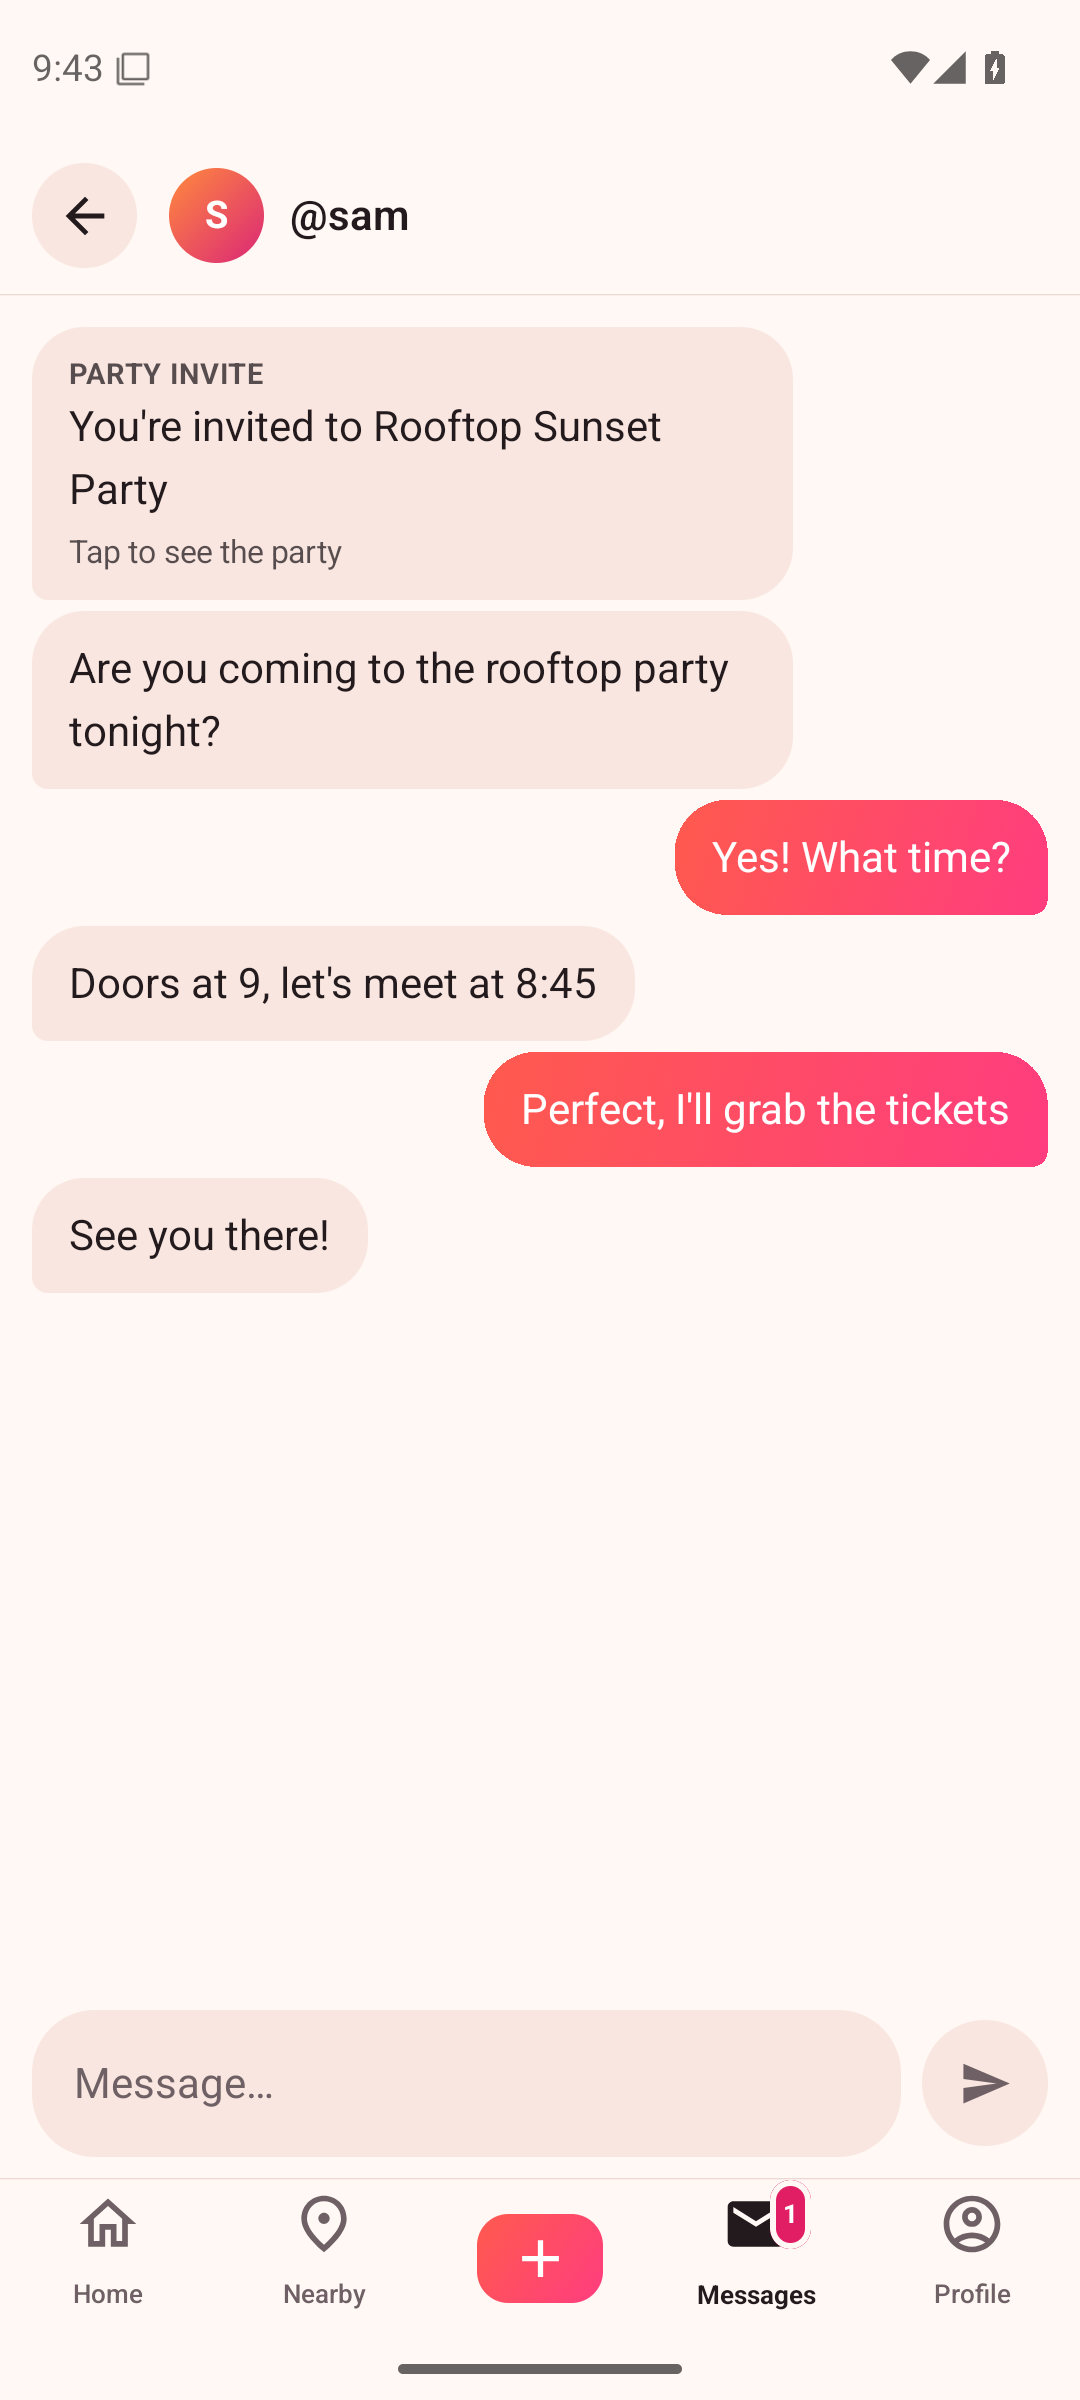 9:43
S
@sam
PARTY INVITE
You're invited to Rooftop Sunset
Party
Tap to see the party
Are you coming to the rooftop party
tonight?
Yes! What time?
Doors at 9, let's meet at 8:45
Perfect, I'll grab the tickets
See you there!
Message…
1
Home
Nearby
Messages
Profile